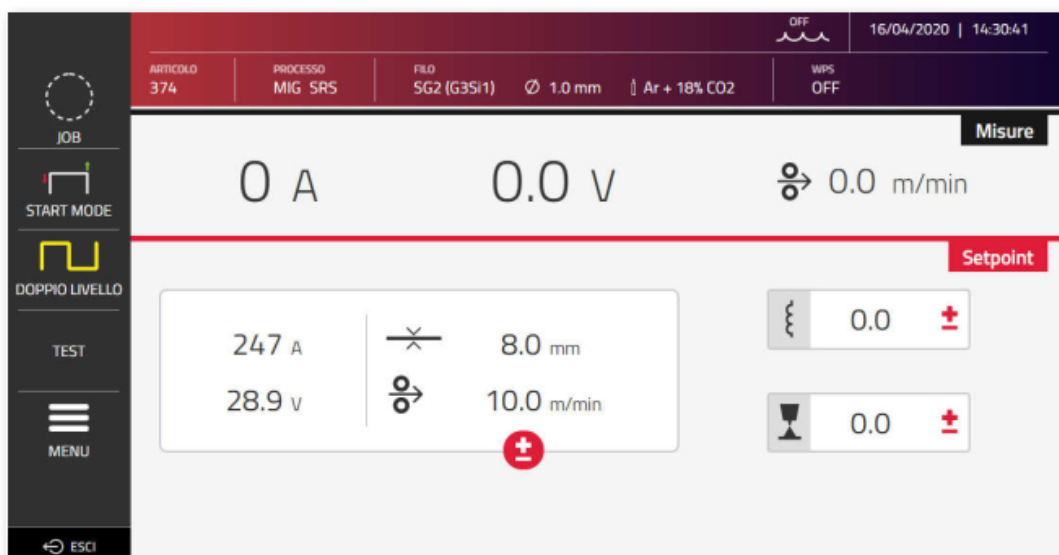 OFF
16/04/2020 | 14:30:41
ARTICOLO
374
PROCESSO
MIG SRS
FILO
SG2 (G3Si1) Ø 1.0 mm Ar + 18% CO2
WPS
OFF
JOB
START MODE
DOPPIO LIVELLO
TEST
MENU
ESCI
Misure
0 A 0.0 V 0.0 m/min
Setpoint
247 A 8.0 mm
28.9 V 10.0 m/min
0.0
0.0